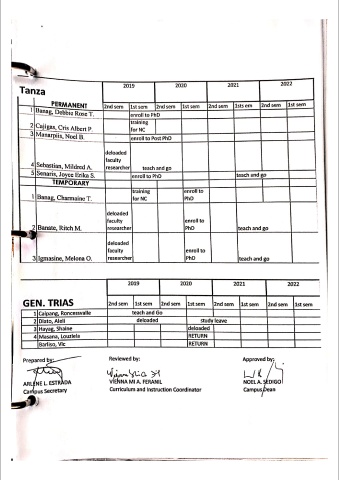 Tanza
2019 2020 2021 2022
PERMANENT 2nd sem 1st sem 2nd sem 1st sem 2nd sem 1sts em 2nd sem 1st sem
1 Banag, Debbie Rose T. enroll to PhD
2 Cajigas, Cris Albert P. training for NC
3 Manarpiis, Noel B. enroll to Post PhD
4 Sebastian, Mildred A. deloaded faculty researcher teach and go
5 Senaris, Joyce Erika S. enroll to PhD teach and go
TEMPORARY
1 Banag, Charmaine T. training for NC enroll to PhD
2 Banate, Ritch M. deloaded faculty researcher enroll to PhD teach and go
3 Ignasine, Melona O. deloaded faculty researcher enroll to PhD teach and go
2019 2020 2021 2022
GEN. TRIAS 2nd sem 1st sem 2nd sem 1st sem 2nd sem 1st sem 2nd sem 1st sem
1 Caipang, Roncessvalle teach and Go
2 Dlato, Aleli deloaded study leave
3 Hayag, Shaine deloaded
4 Masana, Loutlela RETURN
Barliso, Vic RETURN
Prepared by: Reviewed by: Approved by:
ARLENE L. ESTRADA VIENNA MI A. FERANIL NOEL A. SEDIGO
Campus Secretary Curriculum and Instruction Coordinator Campus Dean